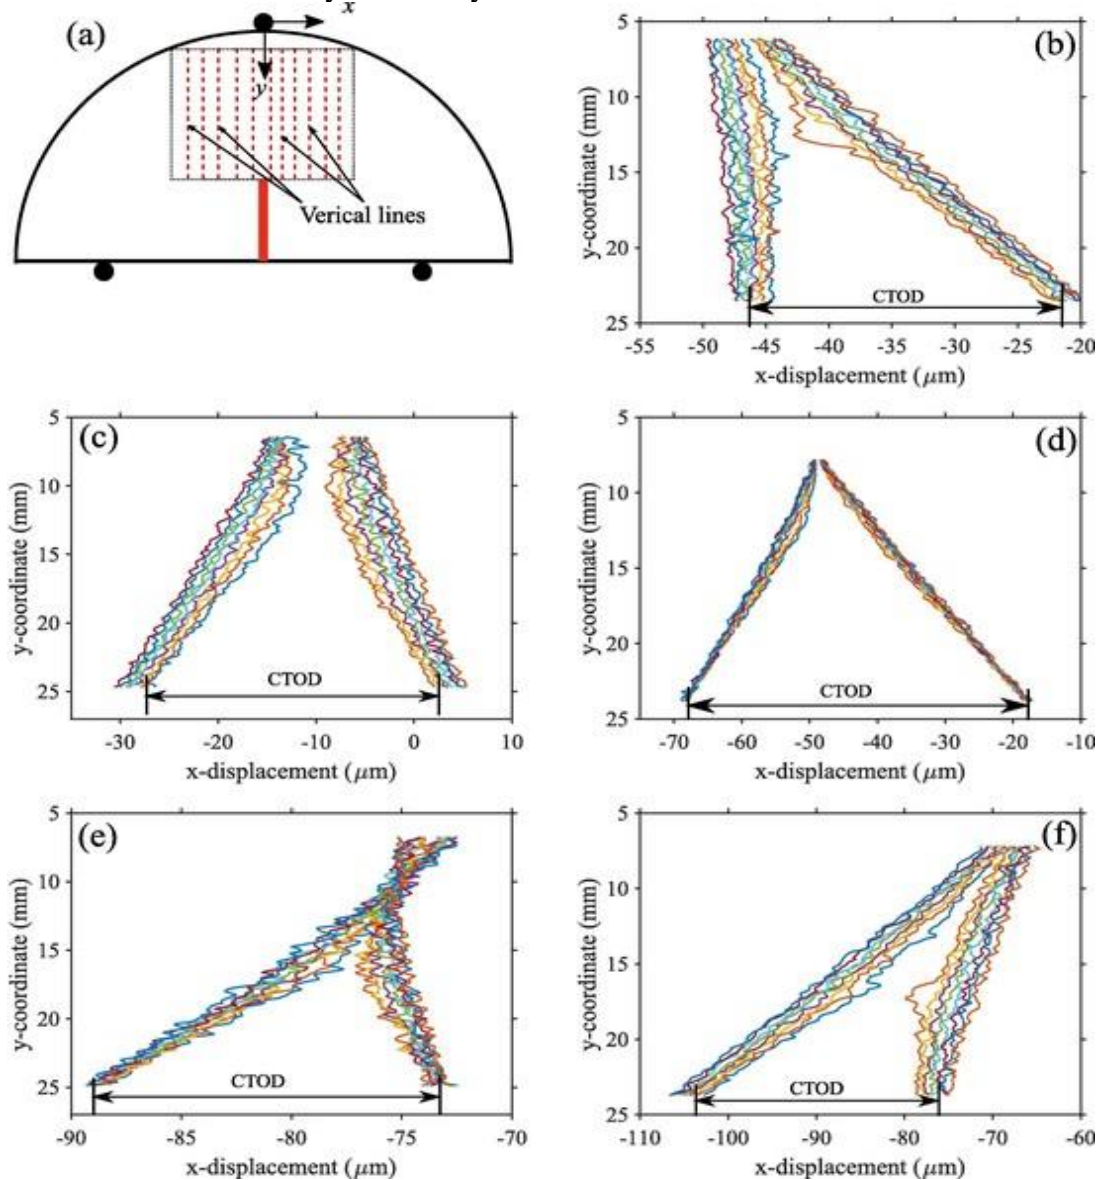 (a)
x
y
Verical lines
(b)
5
10
15
20
25
y-coordinate (mm)
CTOD
-55 -50 -45 -40 -35 -30 -25 -20
x-displacement (μm)
(c)
5
10
15
20
25
y-coordinate (mm)
CTOD
-30 -20 -10 0 10
x-displacement (μm)
(d)
5
10
15
20
25
y-coordinate (mm)
CTOD
-70 -60 -50 -40 -30 -20 -10
x-displacement (μm)
(e)
5
10
15
20
25
y-coordinate (mm)
CTOD
-90 -85 -80 -75 -70
x-displacement (μm)
(f)
5
10
15
20
25
y-coordinate (mm)
CTOD
-110 -100 -90 -80 -70 -60
x-displacement (μm)